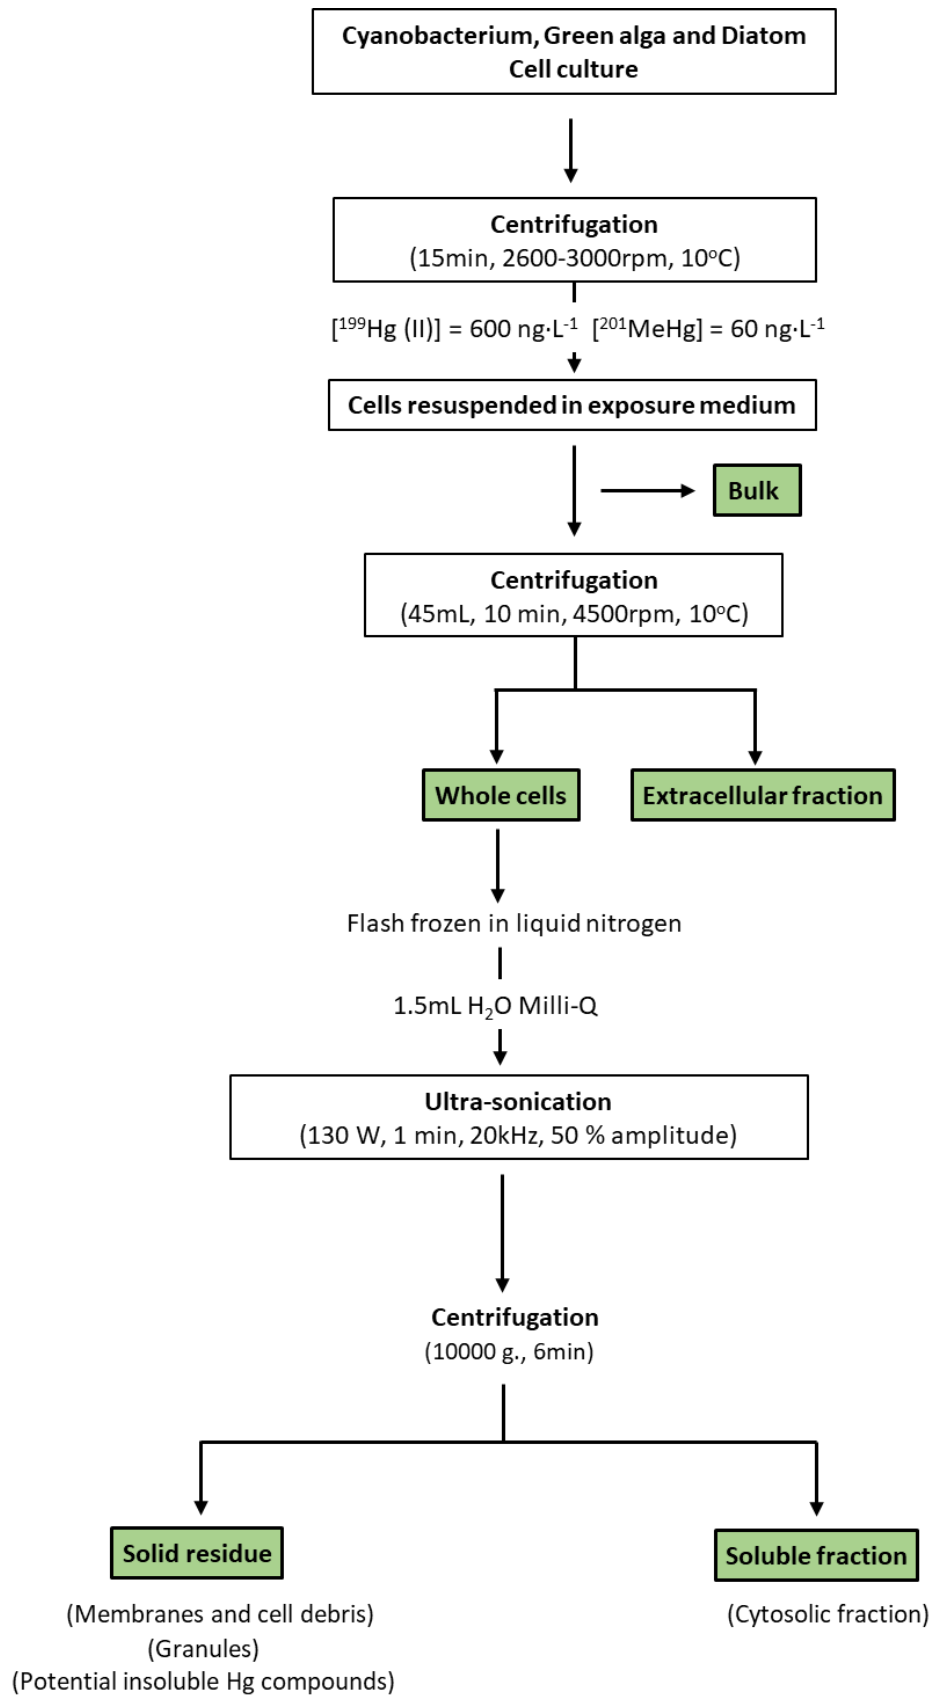 Cyanobacterium, Green alga and Diatom
Cell culture
Centrifugation
(15min, 2600-3000rpm, 10ºC)
[¹⁹⁹Hg (II)] = 600 ng·L⁻¹ [²⁰¹MeHg] = 60 ng·L⁻¹
Cells resuspended in exposure medium
Bulk
Centrifugation
(45mL, 10 min, 4500rpm, 10ºC)
Whole cells
Extracellular fraction
Flash frozen in liquid nitrogen
1.5mL H₂O Milli-Q
Ultra-sonication
(130 W, 1 min, 20kHz, 50 % amplitude)
Centrifugation
(10000 g., 6min)
Solid residue
Soluble fraction
(Membranes and cell debris)
(Cytosolic fraction)
(Granules)
(Potential insoluble Hg compounds)